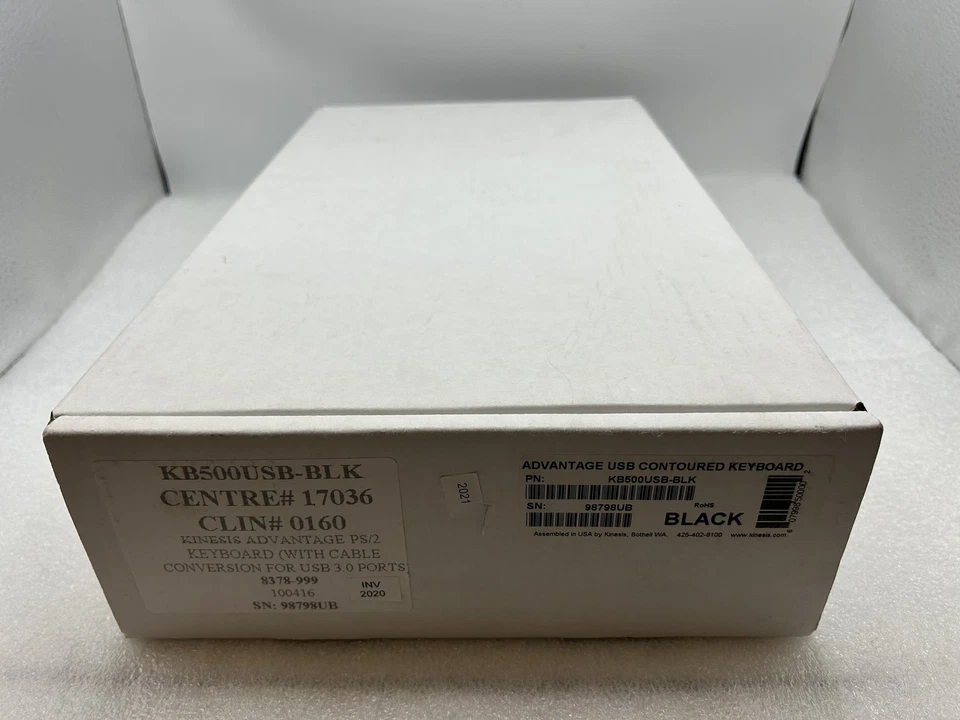 KB500USB-BLK
CENTRE# 17036
CLIN# 0160
KINESIS ADVANTAGE PS/2
KEYBOARD (WITH CABLE
CONVERSION FOR USB 3.0 PORTS
8378-999
100416
SN: 98798UB
INV
2020
2021
ADVANTAGE USB CONTOURED KEYBOARD
PN: KB500USB-BLK
SN: 98798UB
RoHS
BLACK
Assembled in USA by Kinesis, Bothell WA. 425-402-8100 www.kinesis.com